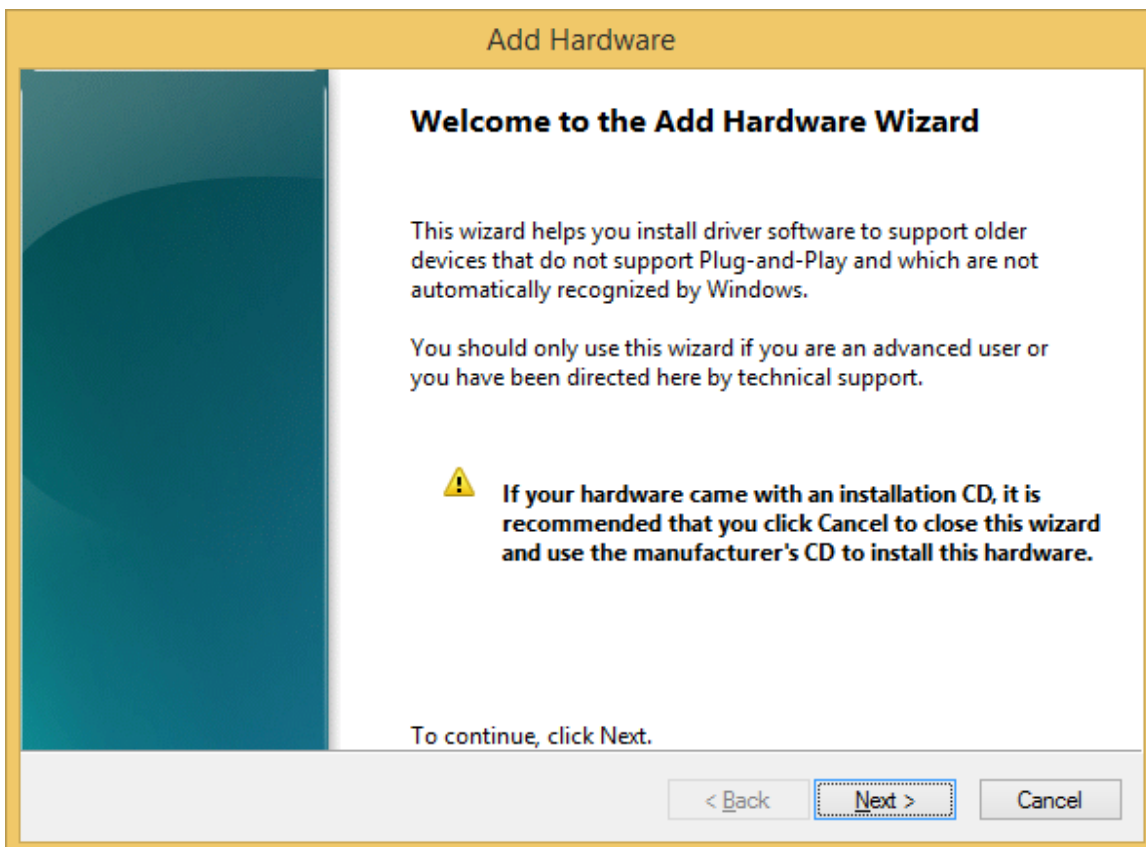 Add Hardware
Welcome to the Add Hardware Wizard
This wizard helps you install driver software to support older
devices that do not support Plug-and-Play and which are not
automatically recognized by Windows.
You should only use this wizard if you are an advanced user or
you have been directed here by technical support.
If your hardware came with an installation CD, it is
recommended that you click Cancel to close this wizard
and use the manufacturer's CD to install this hardware.
To continue, click Next.
< Back Next > Cancel